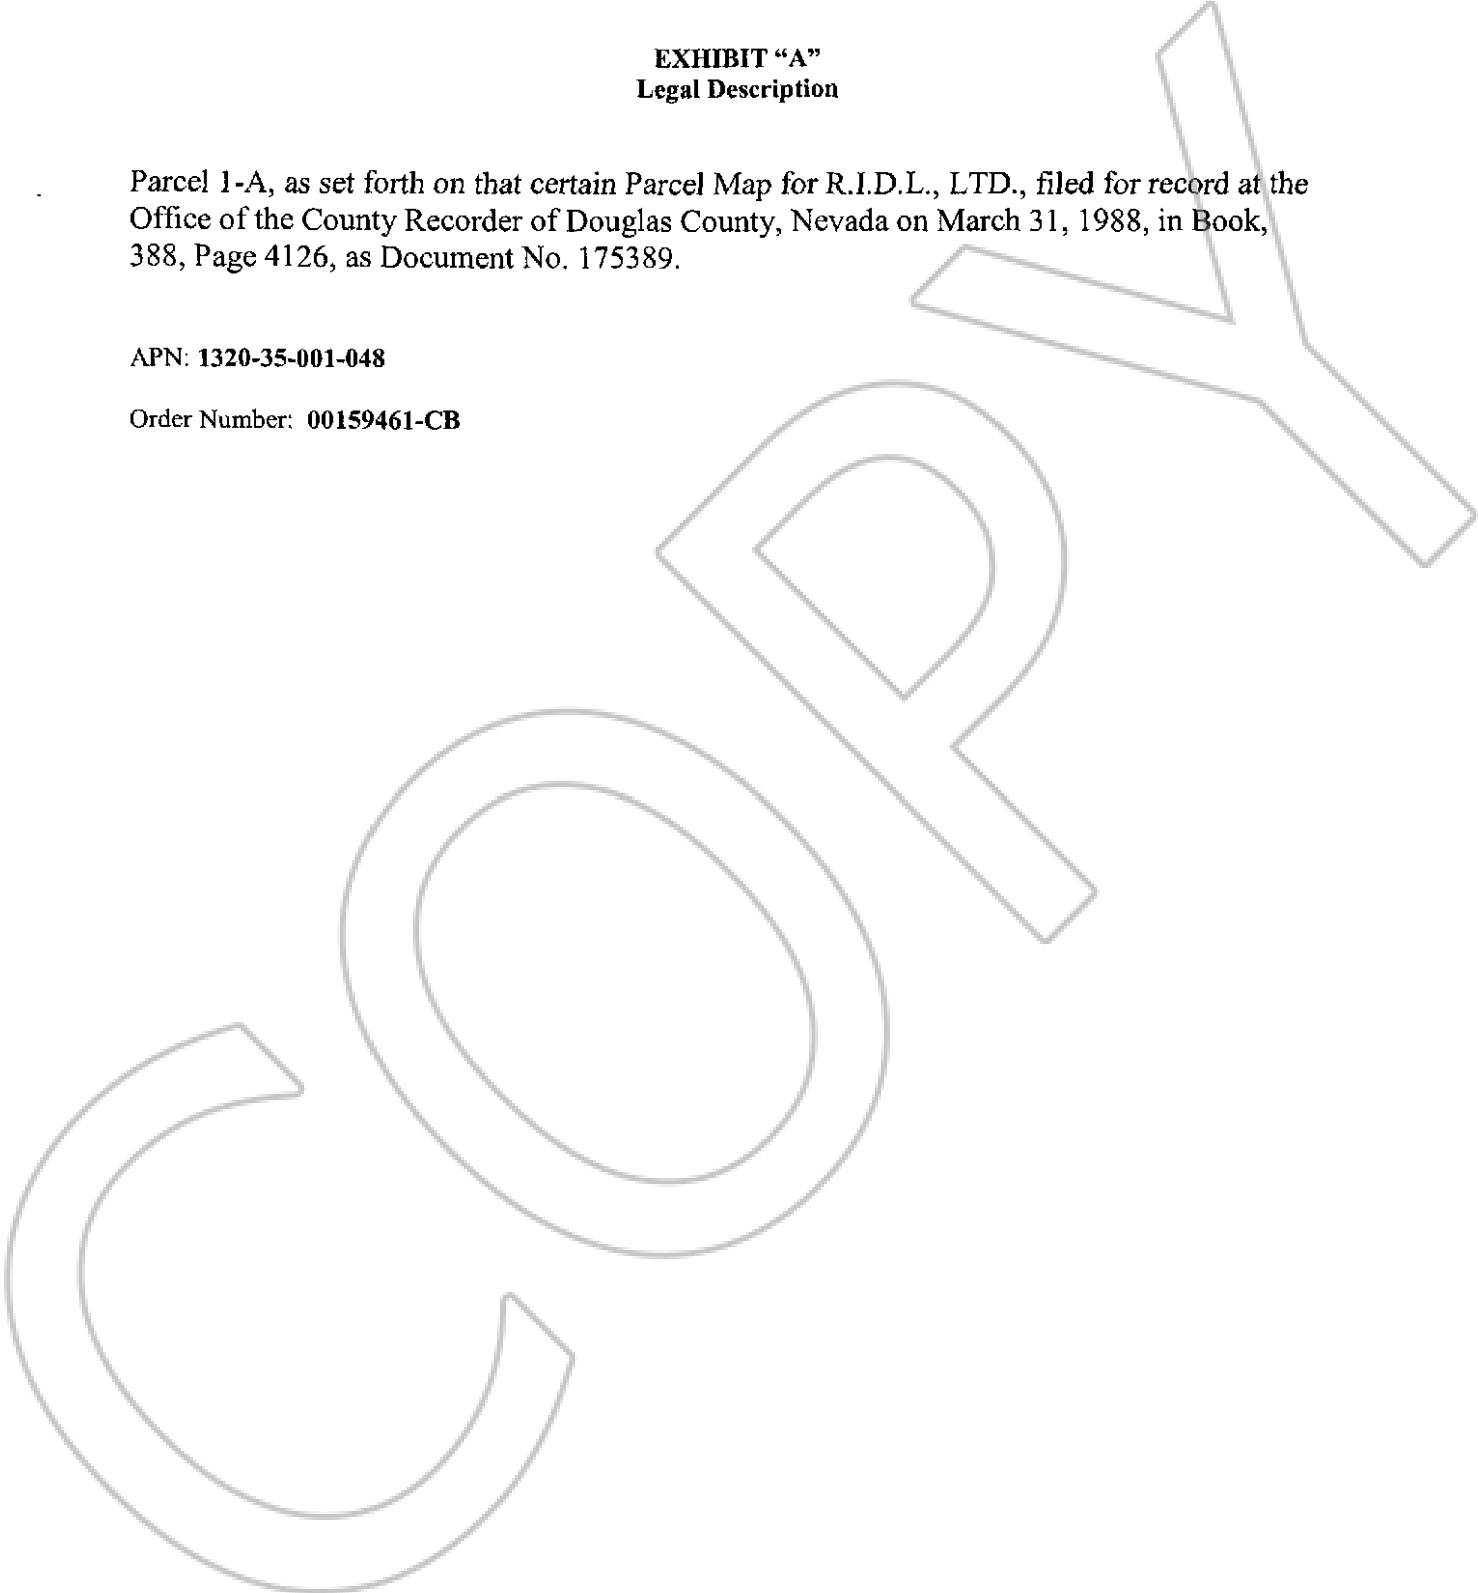 EXHIBIT “A”
Legal Description
Parcel 1-A, as set forth on that certain Parcel Map for R.I.D.L., LTD., filed for record at the
Office of the County Recorder of Douglas County, Nevada on March 31, 1988, in Book,
388, Page 4126, as Document No. 175389.
APN: 1320-35-001-048
Order Number: 00159461-CB
COPY